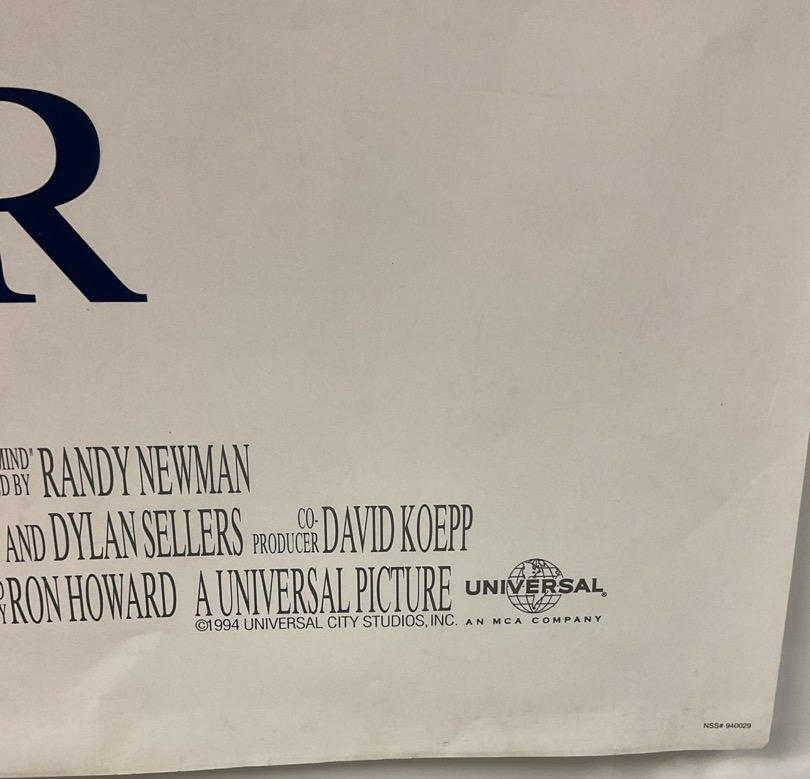 R
MIND" RANDY NEWMAN
D BY
AND DYLAN SELLERS CO-PRODUCER DAVID KOEPP
RON HOWARD A UNIVERSAL PICTURE UNIVERSAL®
©1994 UNIVERSAL CITY STUDIOS, INC. AN MCA COMPANY
NSS# 940029